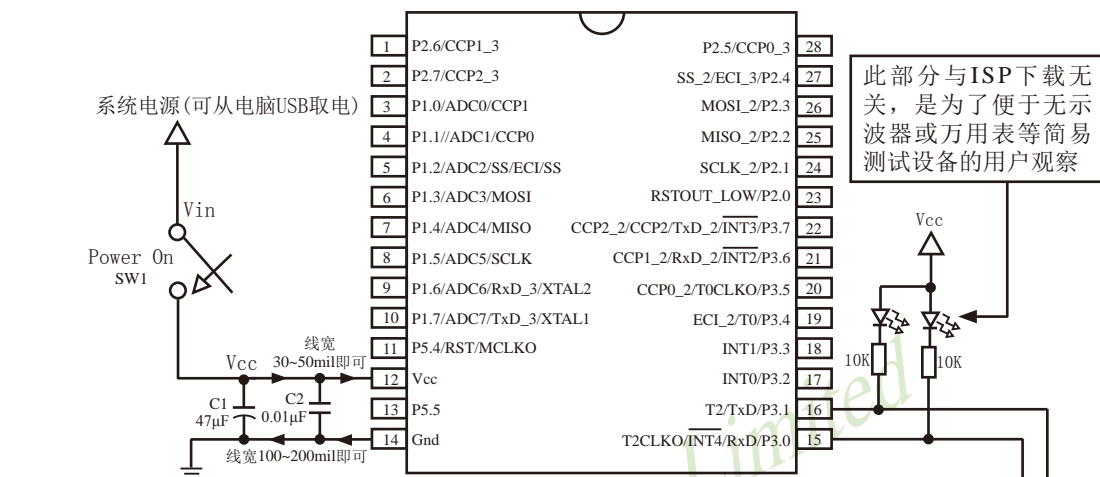 系统电源(可从电脑USB取电)
Vin
Power On
SW1
Vcc
线宽
30~50mil即可
C1
47μF
C2
0.01μF
线宽100~200mil即可
1 P2.6/CCP1_3
2 P2.7/CCP2_3
3 P1.0/ADC0/CCP1
4 P1.1//ADC1/CCP0
5 P1.2/ADC2/SS/ECI/SS
6 P1.3/ADC3/MOSI
7 P1.4/ADC4/MISO
8 P1.5/ADC5/SCLK
9 P1.6/ADC6/RxD_3/XTAL2
10 P1.7/ADC7/TxD_3/XTAL1
11 P5.4/RST/MCLKO
12 Vcc
13 P5.5
14 Gnd
P2.5/CCP0_3 28
SS_2/ECI_3/P2.4 27
MOSI_2/P2.3 26
MISO_2/P2.2 25
SCLK_2/P2.1 24
RSTOUT_LOW/P2.0 23
CCP2_2/CCP2/TxD_2/INT3/P3.7 22
CCP1_2/RxD_2/INT2/P3.6 21
CCP0_2/T0CLKO/P3.5 20
ECI_2/T0/P3.4 19
INT1/P3.3 18
INT0/P3.2 17
T2/TxD/P3.1 16
T2CLKO/INT4/RxD/P3.0 15
此部分与ISP下载无
关，是为了便于无示
波器或万用表等简易
测试设备的用户观察
Vcc
10K
10K
Limited